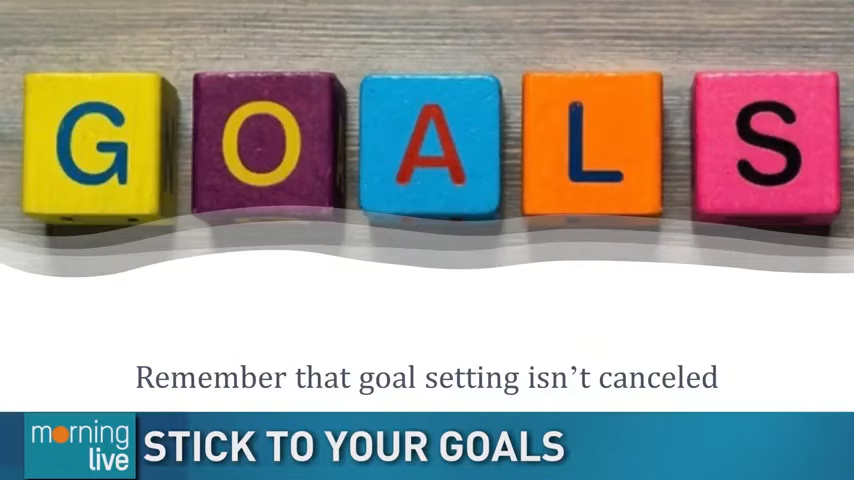 GOALS
Remember that goal setting isn’t canceled
morning
live
STICK TO YOUR GOALS